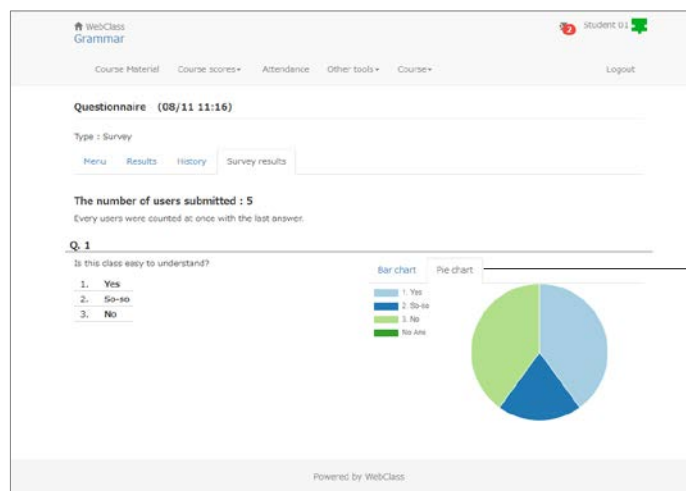 WebClass
Grammar
2
Student 01
Course Material Course scores Attendance Other tools Course Logout
Questionnaire (08/11 11:16)
Type : Survey
Menu Results History Survey results
The number of users submitted : 5
Every users were counted at once with the last answer.
Q. 1
Is this class easy to understand?
1. Yes
2. So-so
3. No
Bar chart Pie chart
1. Yes
2. So-so
3. No
No Ans
Powered by WebClass